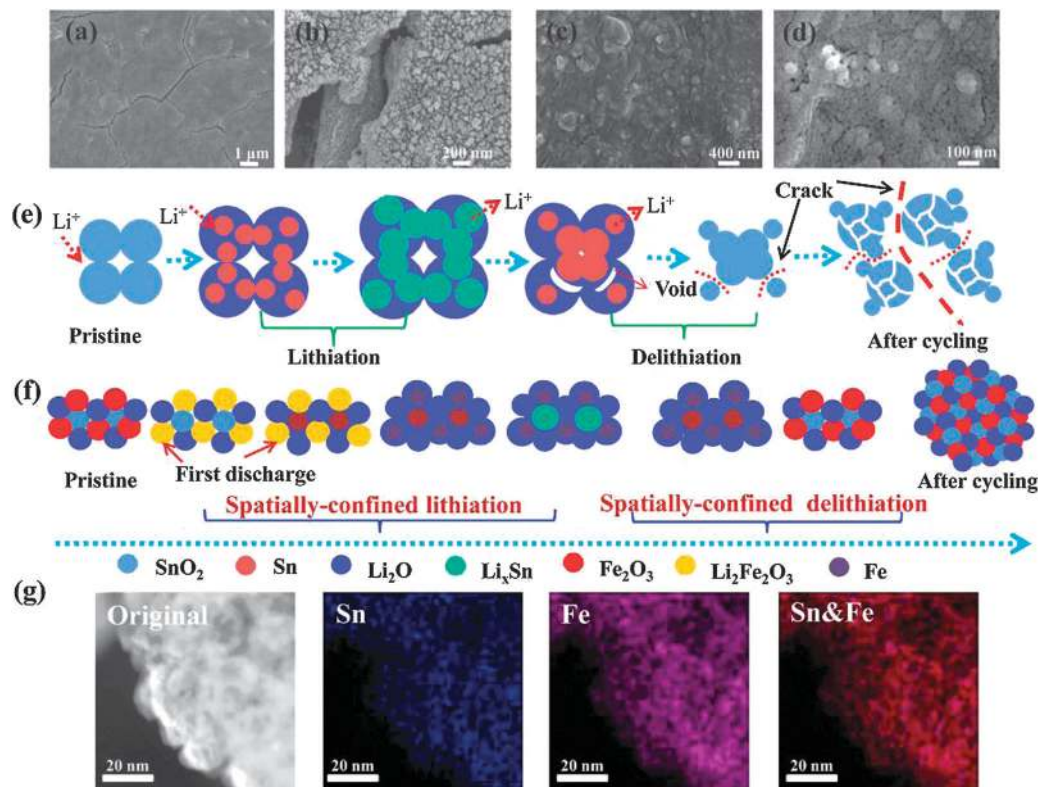 (a)
(b)
(c)
(d)
1 µm
200 nm
400 nm
100 nm
(e)
Li+
Li+
Li+
Li+
Crack
Void
Pristine
Lithiation
Delithiation
After cycling
(f)
Pristine
First discharge
After cycling
Spatially-confined lithiation
Spatially-confined delithiation
SnO₂
Sn
Li₂O
LiₓSn
Fe₂O₃
Li₂Fe₂O₃
Fe
(g)
Original
Sn
Fe
Sn&Fe
20 nm
20 nm
20 nm
20 nm